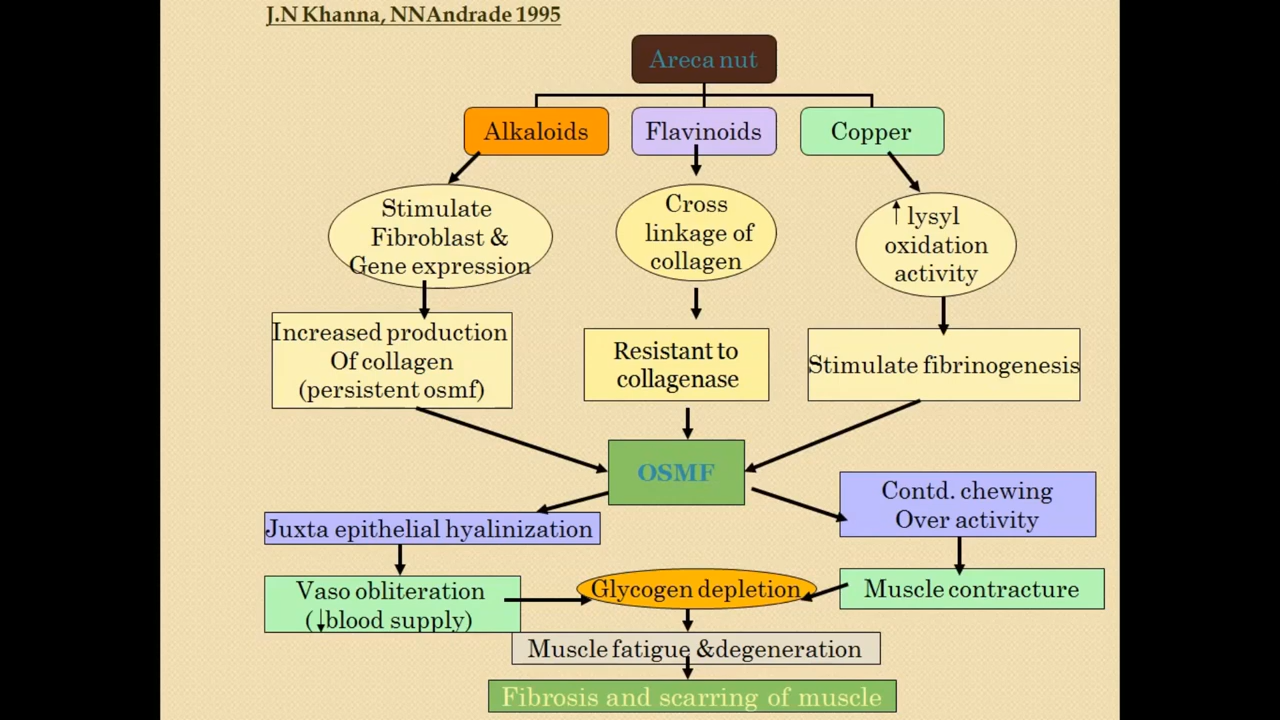 J.N Khanna, NNAndrade 1995
Areca nut
Alkaloids
Flavinoids
Copper
Stimulate
Fibroblast &
Gene expression
Cross
linkage of
collagen
↑ lysyl
oxidation
activity
Increased production
Of collagen
(persistent osmf)
Resistant to
collagenase
Stimulate fibrinogenesis
OSMF
Juxta epithelial hyalinization
Contd. chewing
Over activity
Vaso obliteration
(↓blood supply)
Glycogen depletion
Muscle contracture
Muscle fatigue &degeneration
Fibrosis and scarring of muscle